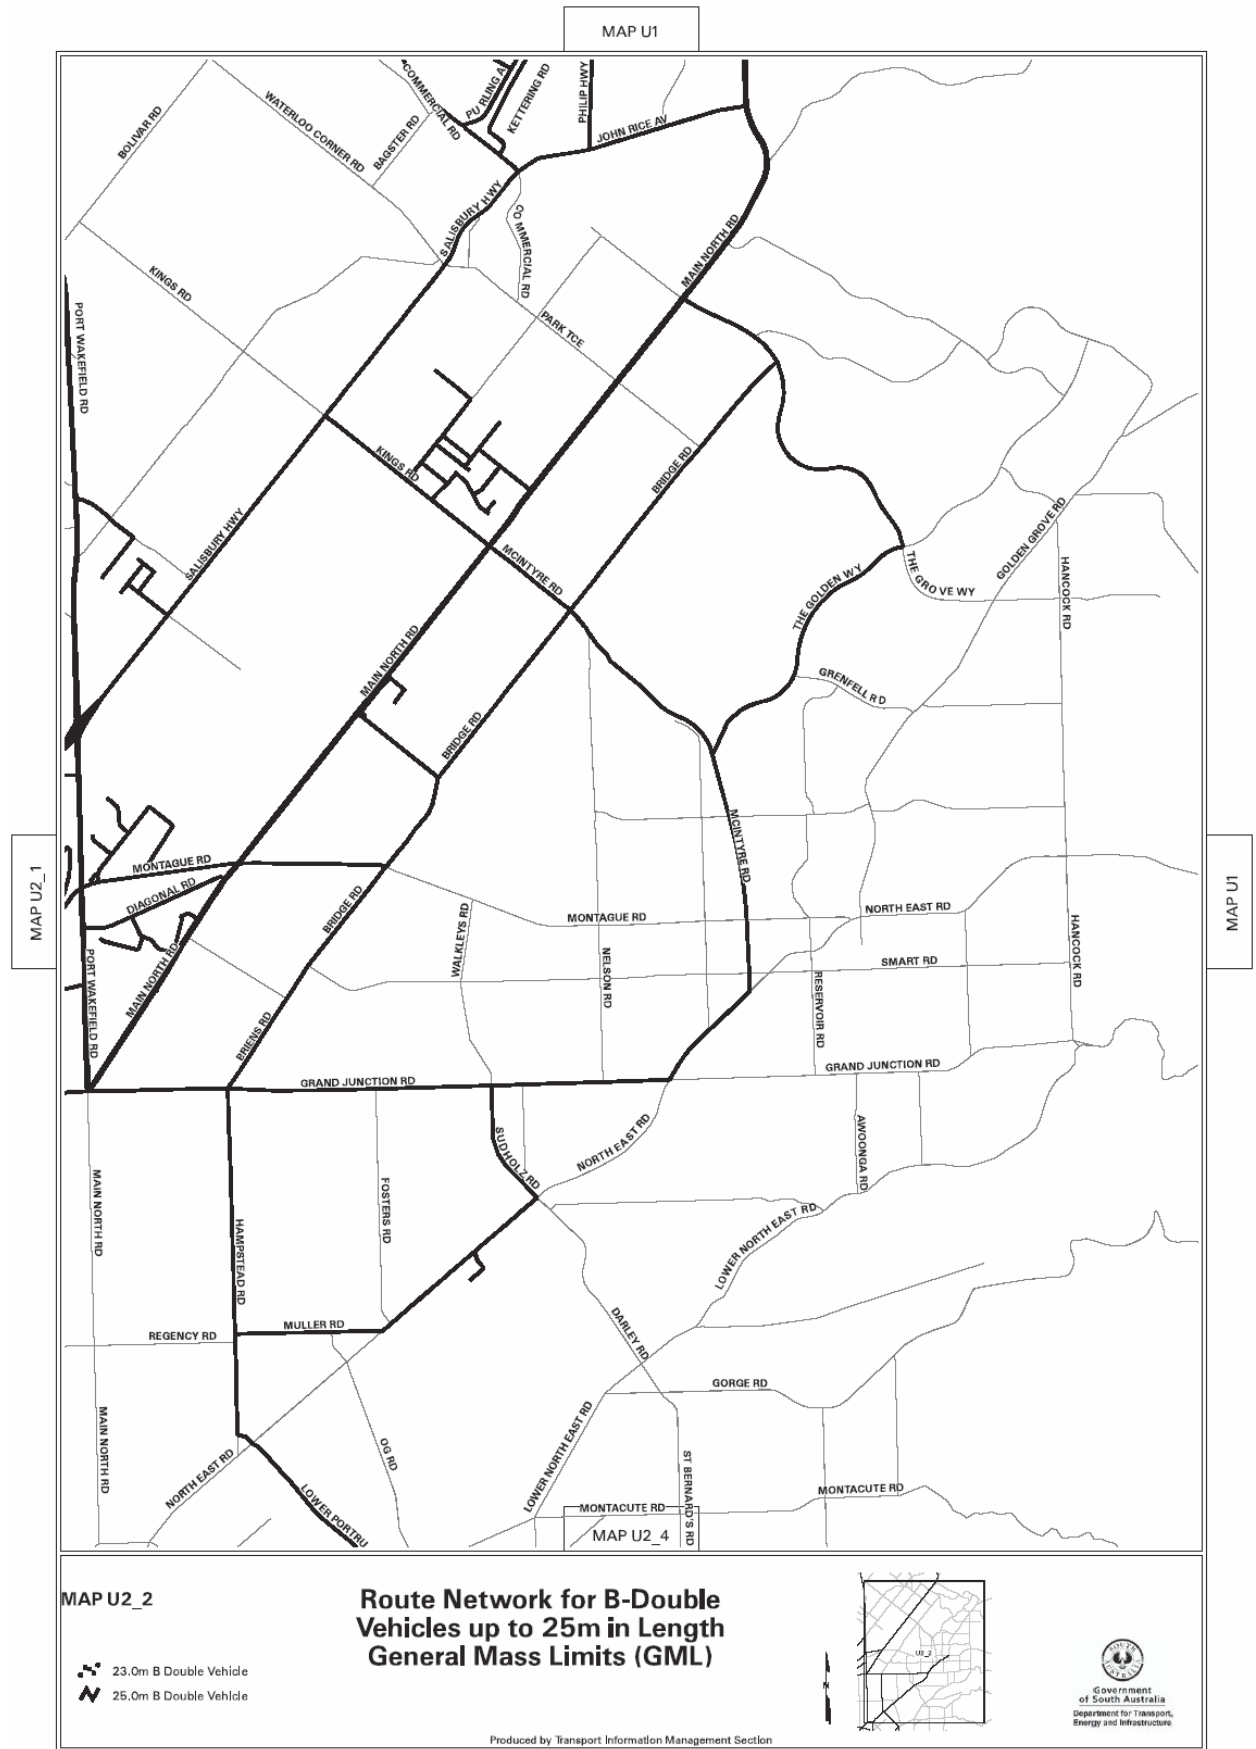 MAP U1
COMMERCIAL RD
KETTERING RD
PHILIP HWY
JOHN RICE AV
BOLIVAR RD
WATERLOO CORNER RD
BAGSTER RD
SALISBURY HWY
COMMERCIAL RD
MAIN NORTH RD
KINGS RD
PORT WAKEFIELD RD
PARK TCE
KINGS RD
BRIDGE RD
SALISBURY HWY
MCINTYRE RD
GOLDEN GROVE RD
THE GROVE WY
HANCOCK RD
THE GOLDEN WY
MAIN NORTH RD
GRENFELL RD
BRIDGE RD
MCINTYRE RD
MAP U2_1
MAP U1
MONTAGUE RD
DIAGONAL RD
BRIDGE RD
WALKLEYS RD
MONTAGUE RD
NORTH EAST RD
HANCOCK RD
NELSON RD
SMART RD
RESERVOIR RD
PORT WAKEFIELD RD
MAIN NORTH RD
BRIENS RD
GRAND JUNCTION RD
GRAND JUNCTION RD
SUDHOLZ RD
NORTH EAST RD
AWOONGA RD
MAIN NORTH RD
HAMPSTEAD RD
FOSTERS RD
LOWER NORTH EAST RD
REGENCY RD
MULLER RD
DARLEY RD
GORGE RD
MAIN NORTH RD
NORTH EAST RD
OG RD
LOWER NORTH EAST RD
ST BERNARD'S RD
LOWER PORTRU
MONTACUTE RD
MONTACUTE RD
MAP U2_4
MAP U2_2
Route Network for B-Double
Vehicles up to 25m in Length
General Mass Limits (GML)
23.0m B Double Vehicle
25.0m B Double Vehicle
U2_2
N
SOUTH
AUSTRALIA
Government
of South Australia
Department for Transport,
Energy and Infrastructure
Produced by Transport Information Management Section